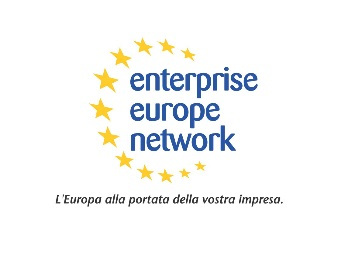 enterprise
europe
network
L'Europa alla portata della vostra impresa.